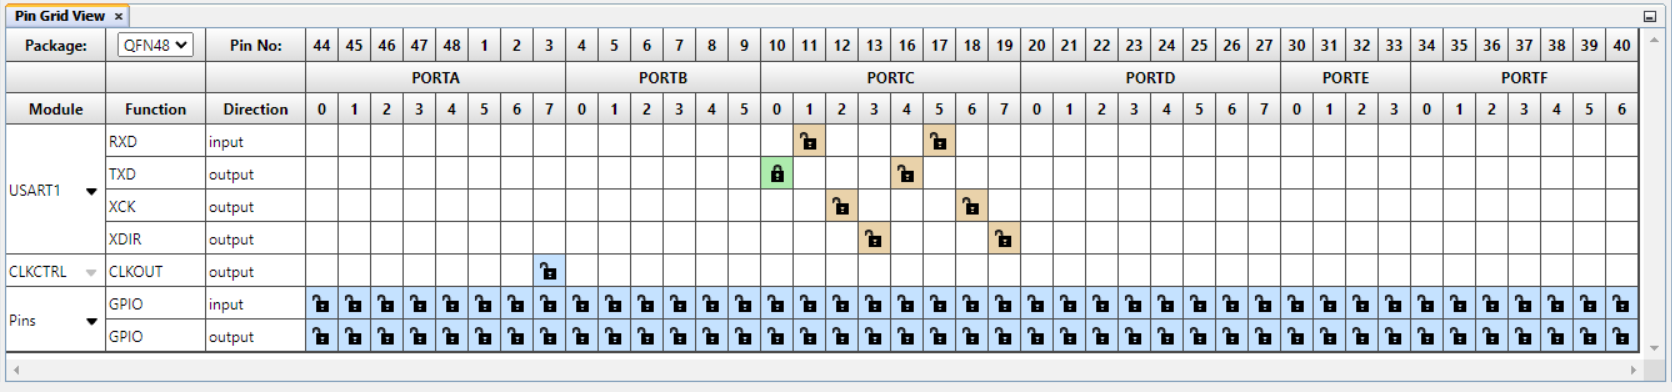 Pin Grid View ×
Package: QFN48 Pin No: 44 45 46 47 48 1 2 3 4 5 6 7 8 9 10 11 12 13 16 17 18 19 20 21 22 23 24 25 26 27 30 31 32 33 34 35 36 37 38 39 40
PORTA PORTB PORTC PORTD PORTE PORTF
Module Function Direction 0 1 2 3 4 5 6 7 0 1 2 3 4 5 0 1 2 3 4 5 6 7 0 1 2 3 4 5 6 7 0 1 2 3 0 1 2 3 4 5 6
RXD input
TXD output
USART1
XCK output
XDIR output
CLKCTRL CLKOUT output
GPIO input
Pins
GPIO output